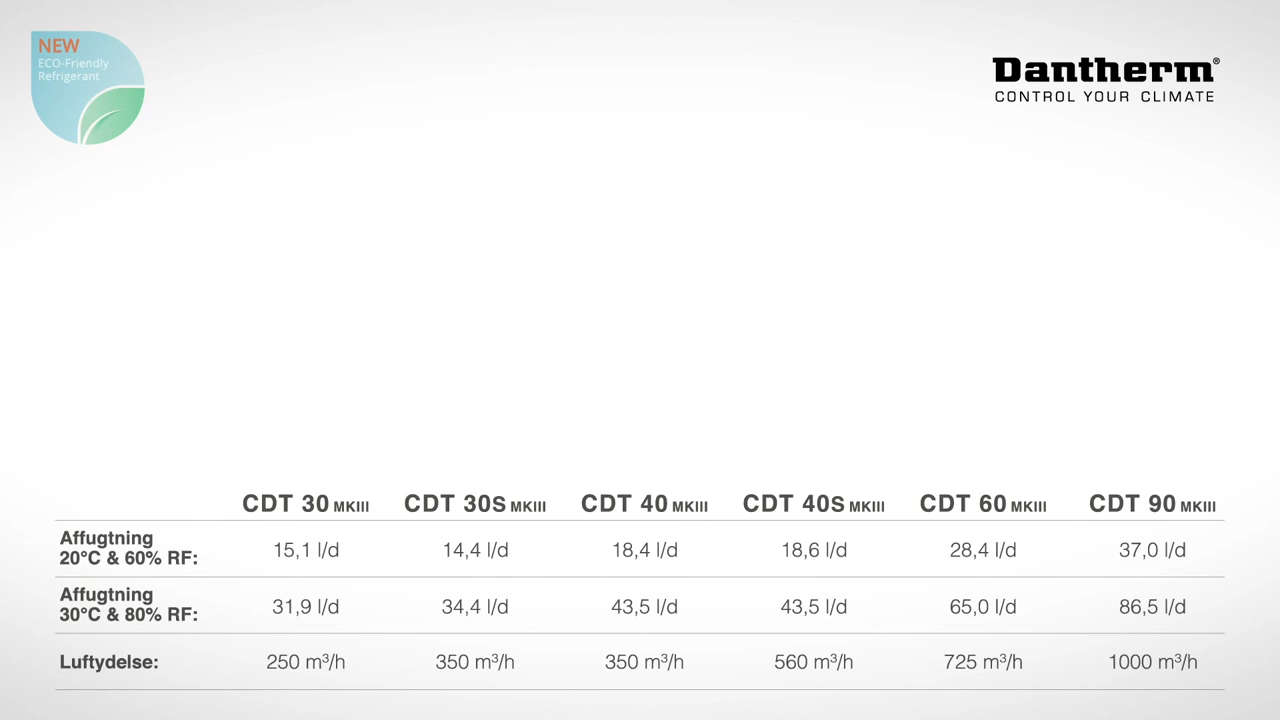 NEW
ECO-Friendly
Refrigerant
Dantherm®
CONTROL YOUR CLIMATE
CDT 30 MKIII CDT 30S MKIII CDT 40 MKIII CDT 40S MKIII CDT 60 MKIII CDT 90 MKIII
Affugtning
20°C & 60% RF: 15,1 l/d 14,4 l/d 18,4 l/d 18,6 l/d 28,4 l/d 37,0 l/d
Affugtning
30°C & 80% RF: 31,9 l/d 34,4 l/d 43,5 l/d 43,5 l/d 65,0 l/d 86,5 l/d
Luftydelse: 250 m³/h 350 m³/h 350 m³/h 560 m³/h 725 m³/h 1000 m³/h